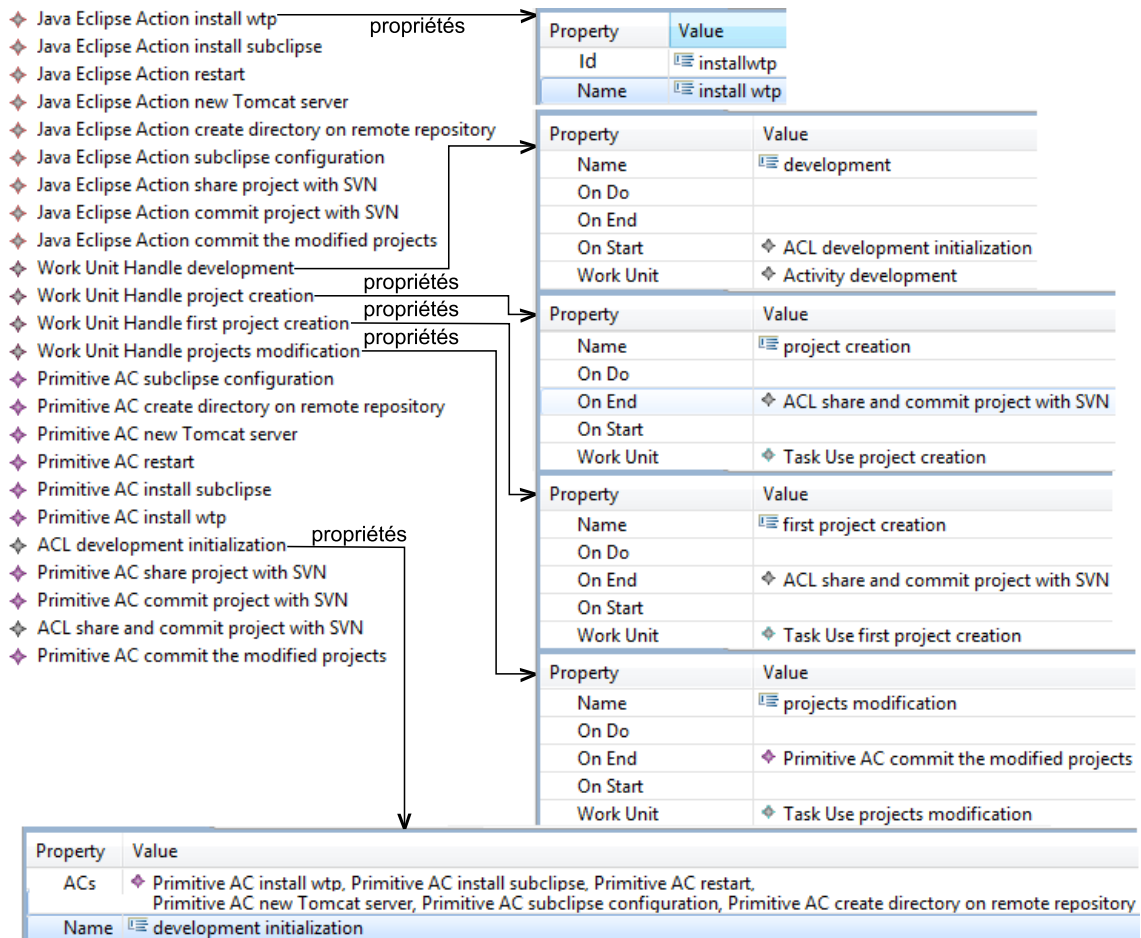 Java Eclipse Action install wtp
Java Eclipse Action install subclipse
Java Eclipse Action restart
Java Eclipse Action new Tomcat server
Java Eclipse Action create directory on remote repository
Java Eclipse Action subclipse configuration
Java Eclipse Action share project with SVN
Java Eclipse Action commit project with SVN
Java Eclipse Action commit the modified projects
Work Unit Handle development
Work Unit Handle project creation
Work Unit Handle first project creation
Work Unit Handle projects modification
Primitive AC subclipse configuration
Primitive AC create directory on remote repository
Primitive AC new Tomcat server
Primitive AC restart
Primitive AC install subclipse
Primitive AC install wtp
ACL development initialization
Primitive AC share project with SVN
Primitive AC commit project with SVN
ACL share and commit project with SVN
Primitive AC commit the modified projects
propriétés
propriétés
propriétés
propriétés
propriétés
Property Value
Id installwtp
Name install wtp
Property Value
Name development
On Do
On End
On Start ACL development initialization
Work Unit Activity development
Property Value
Name project creation
On Do
On End ACL share and commit project with SVN
On Start
Work Unit Task Use project creation
Property Value
Name first project creation
On Do
On End ACL share and commit project with SVN
On Start
Work Unit Task Use first project creation
Property Value
Name projects modification
On Do
On End Primitive AC commit the modified projects
On Start
Work Unit Task Use projects modification
Property Value
ACs Primitive AC install wtp, Primitive AC install subclipse, Primitive AC restart,
Primitive AC new Tomcat server, Primitive AC subclipse configuration, Primitive AC create directory on remote repository
Name development initialization